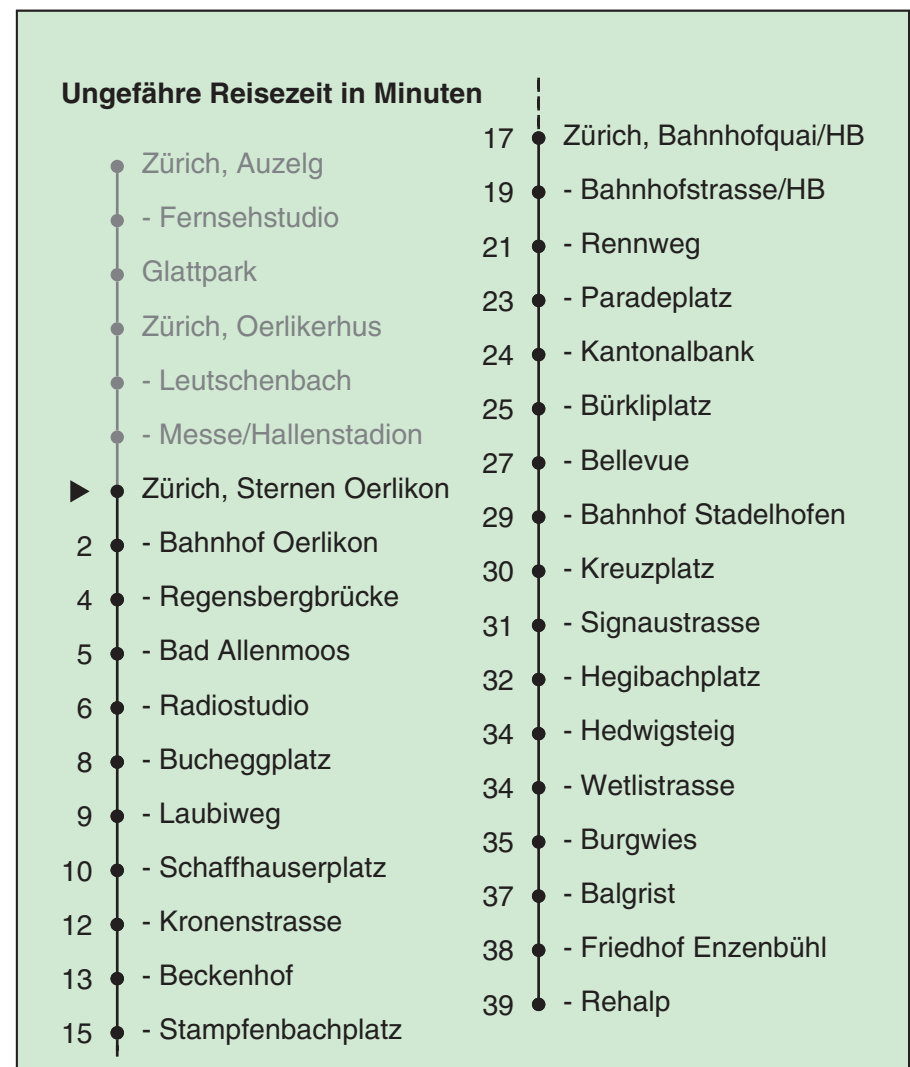 Ungefähre Reisezeit in Minuten
Zürich, Auzelg
- Fernsehstudio
Glattpark
Zürich, Oerlikerhus
- Leutschenbach
- Messe/Hallenstadion
Zürich, Sternen Oerlikon
2 - Bahnhof Oerlikon
4 - Regensbergbrücke
5 - Bad Allenmoos
6 - Radiostudio
8 - Bucheggplatz
9 - Laubiweg
10 - Schaffhauserplatz
12 - Kronenstrasse
13 - Beckenhof
15 - Stampfenbachplatz
17 Zürich, Bahnhofquai/HB
19 - Bahnhofstrasse/HB
21 - Rennweg
23 - Paradeplatz
24 - Kantonalbank
25 - Bürkliplatz
27 - Bellevue
29 - Bahnhof Stadelhofen
30 - Kreuzplatz
31 - Signaustrasse
32 - Hegibachplatz
34 - Hedwigsteig
34 - Wetlistrasse
35 - Burgwies
37 - Balgrist
38 - Friedhof Enzenbühl
39 - Rehalp